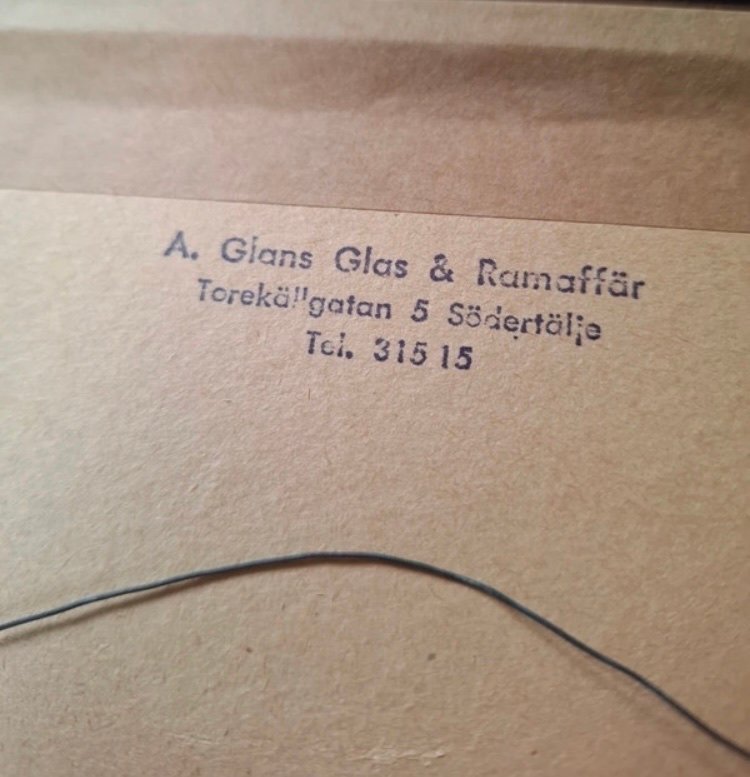 A. Glans Glas & Ramaffär
Torekällgatan 5 Södertälje
Tel. 315 15